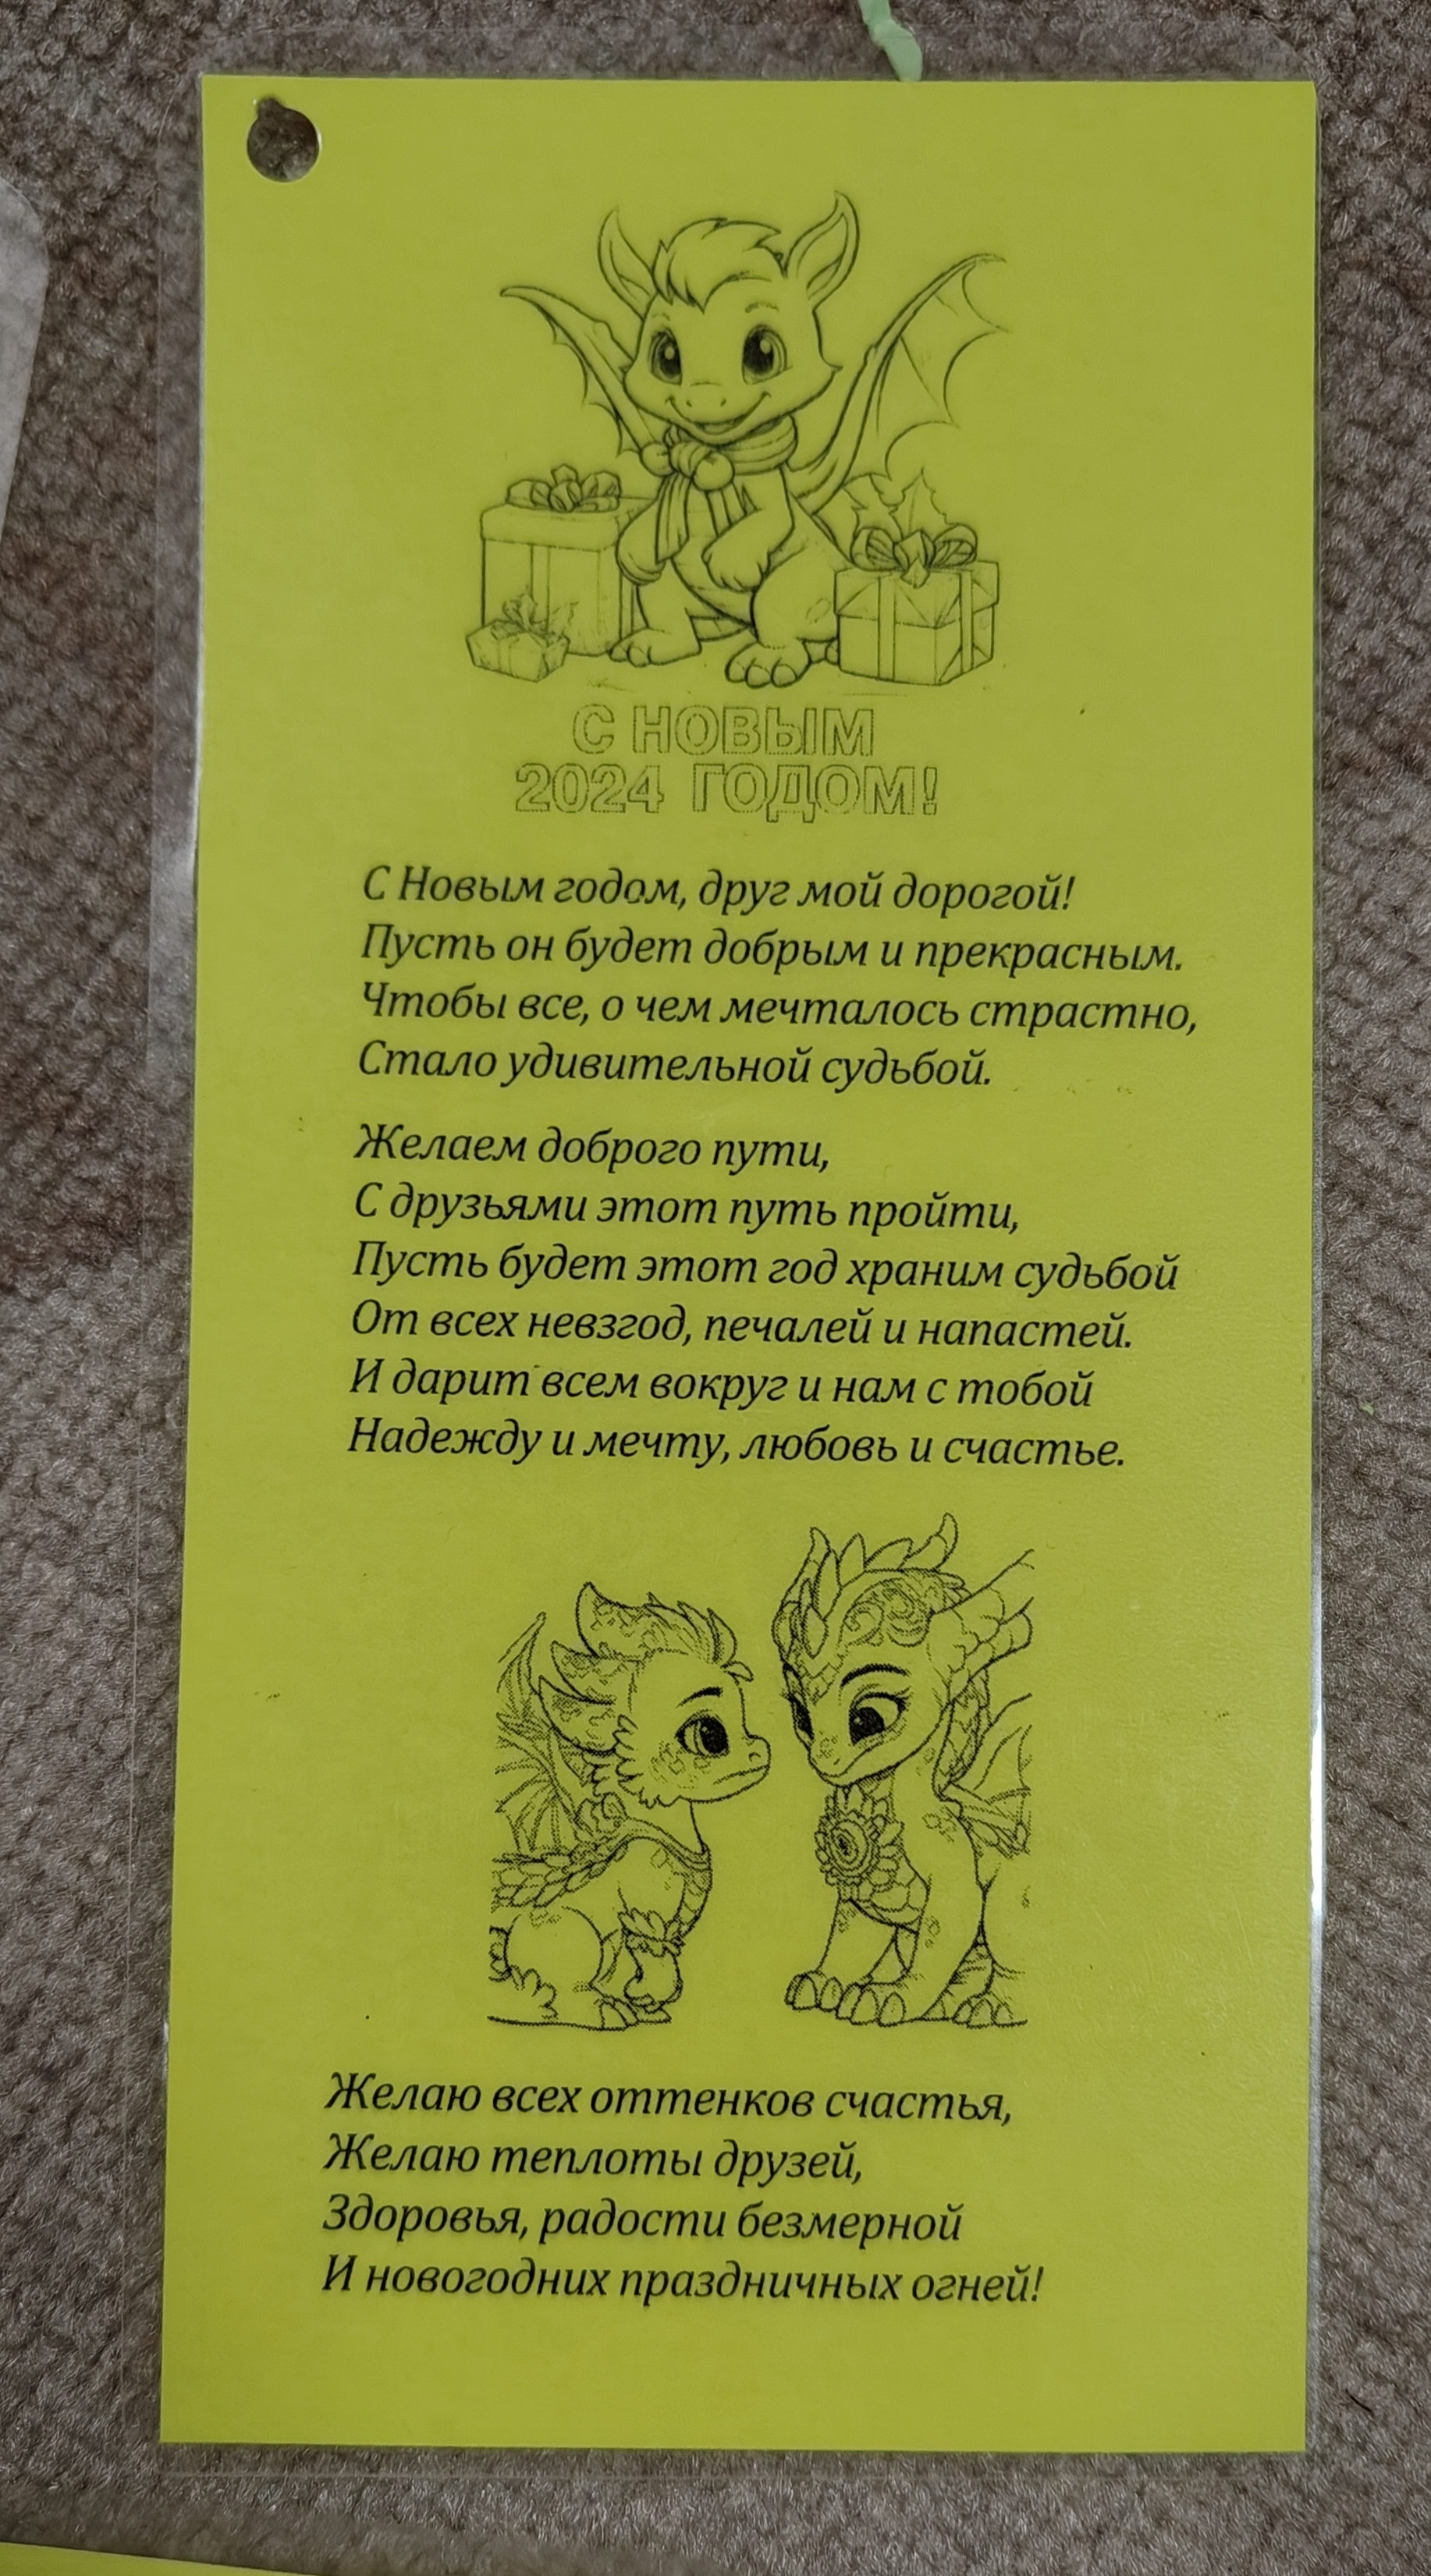 С НОВЫМ
2024 ГОДОМ!
С Новым годом, друг мой дорогой!
Пусть он будет добрым и прекрасным.
Чтобы все, о чем мечталось страстно,
Стало удивительной судьбой.
Желаем доброго пути,
С друзьями этот путь пройти,
Пусть будет этот год храним судьбой
От всех невзгод, печалей и напастей.
И дарит всем вокруг и нам с тобой
Надежду и мечту, любовь и счастье.
Желаю всех оттенков счастья,
Желаю теплоты друзей,
Здоровья, радости безмерной
И новогодних праздничных огней!